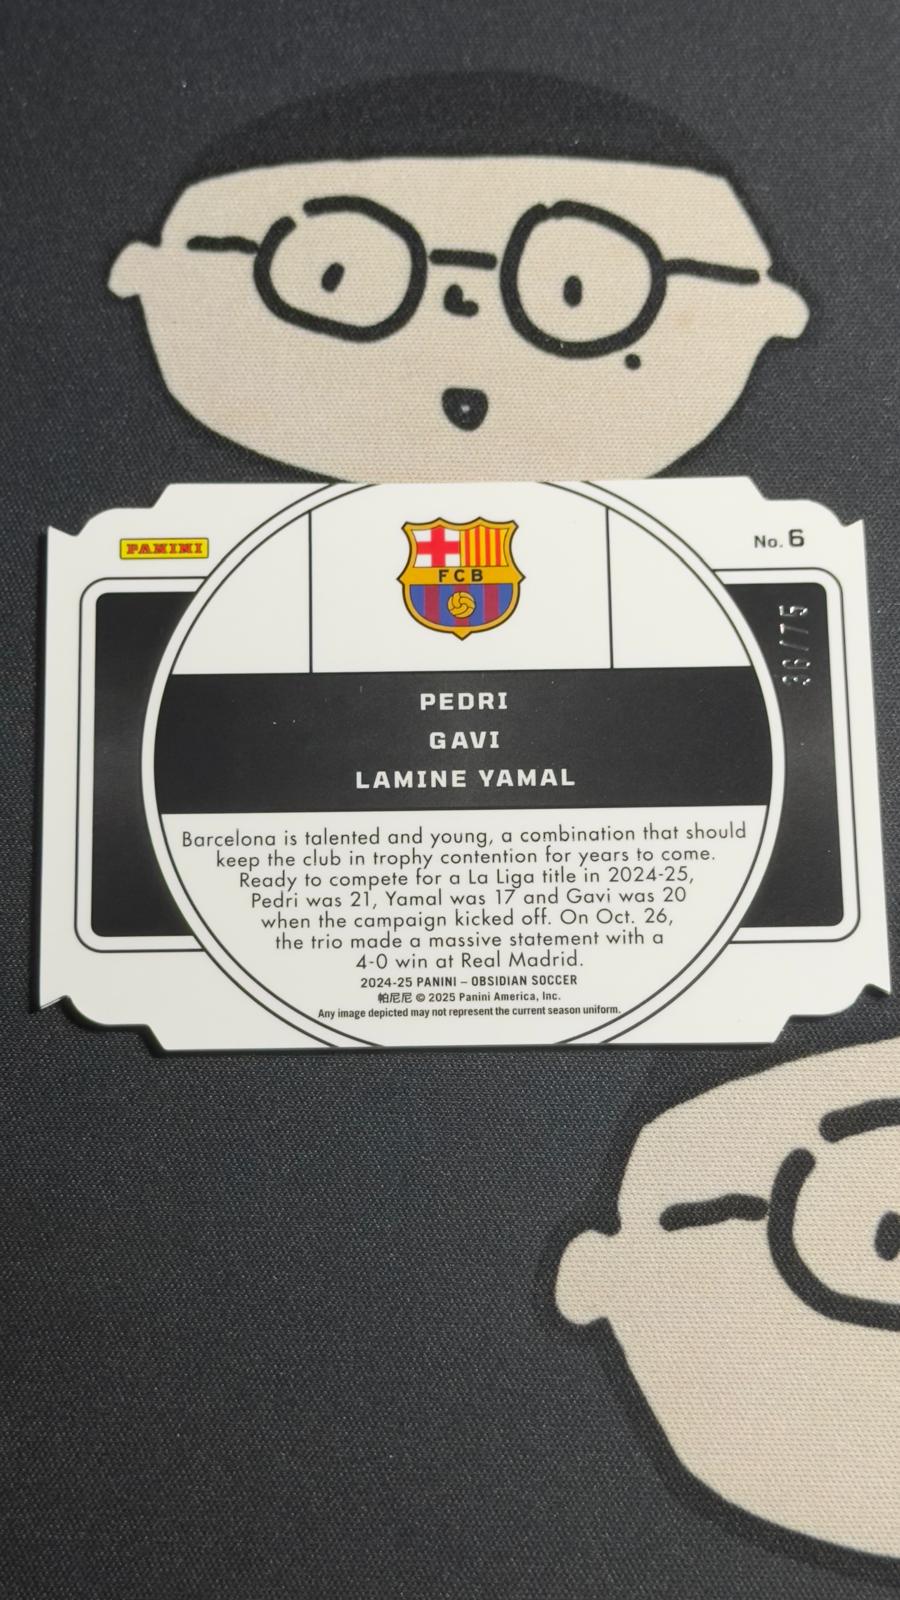 PANINI
No. 6
36/75
FCB
PEDRI
GAVI
LAMINE YAMAL
Barcelona is talented and young, a combination that should
keep the club in trophy contention for years to come.
Ready to compete for a La Liga title in 2024-25,
Pedri was 21, Yamal was 17 and Gavi was 20
when the campaign kicked off. On Oct. 26,
the trio made a massive statement with a
4-0 win at Real Madrid.
2024-25 PANINI – OBSIDIAN SOCCER
帕尼尼 © 2025 Panini America, Inc.
Any image depicted may not represent the current season uniform.